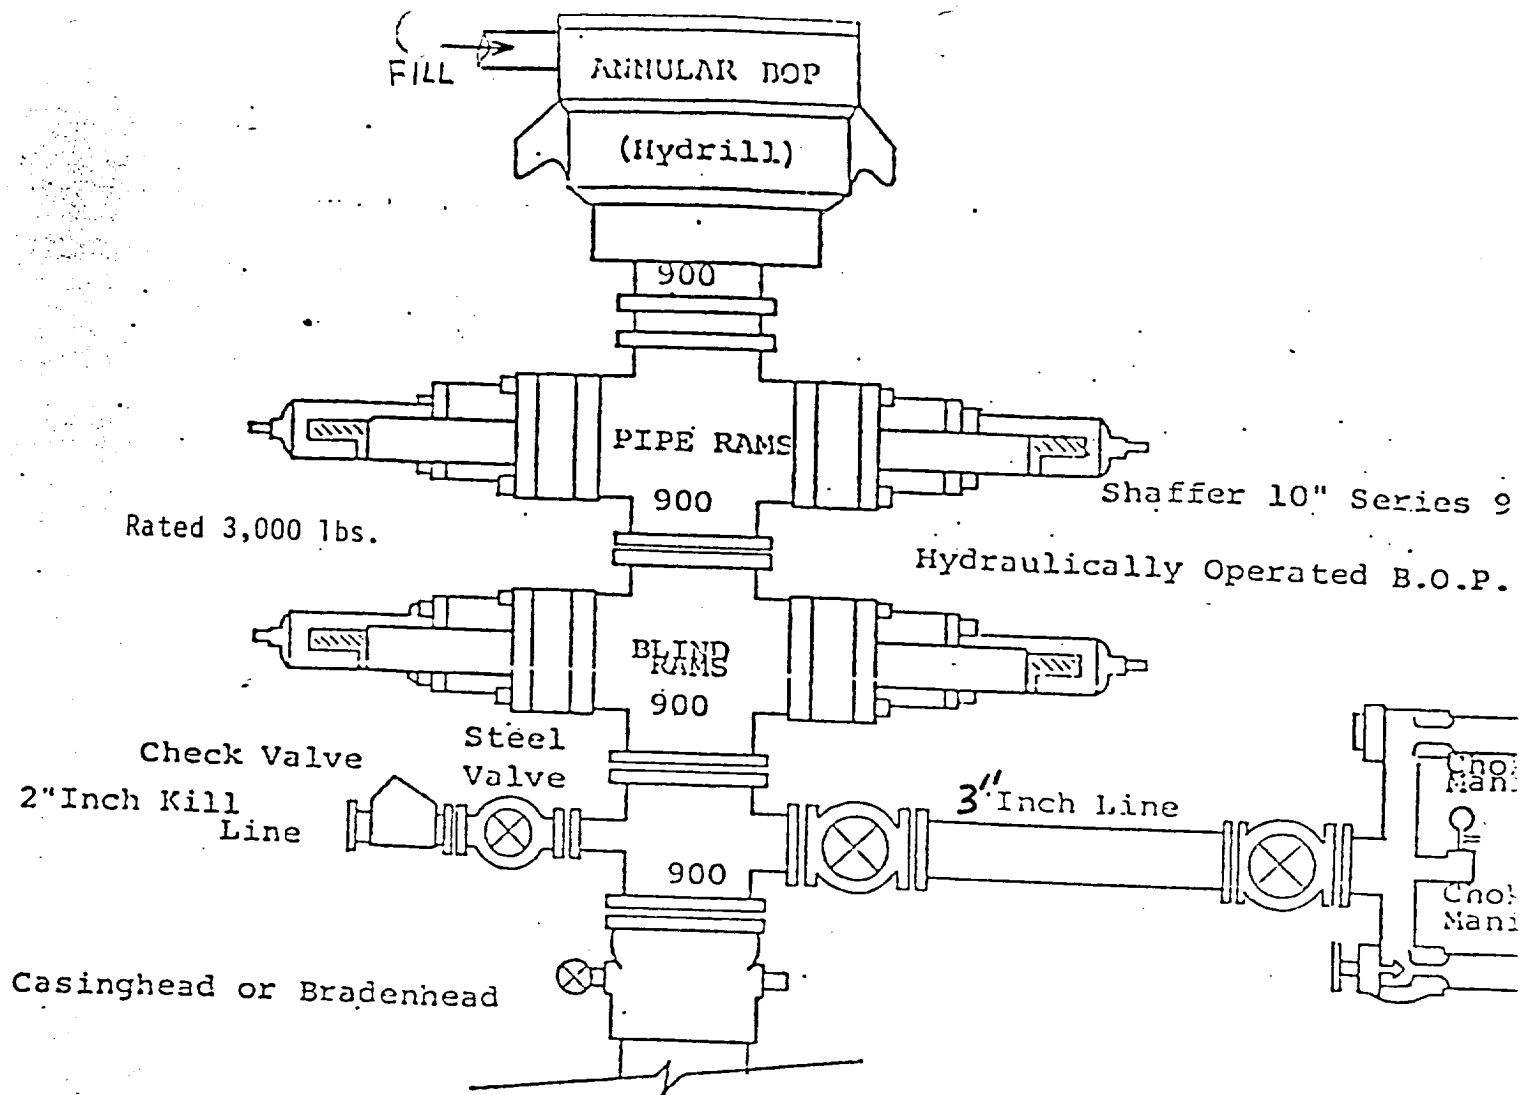 FILL
ANNULAR BOP
(Hydrill)
900
PIPE RAMS
900
Shaffer 10" Series 9
Rated 3,000 lbs.
Hydraulically Operated B.O.P.
BLIND
RAMS
900
Check Valve
Steel
Valve
2"Inch Kill
Line
3"Inch Line
900
Casinghead or Bradenhead